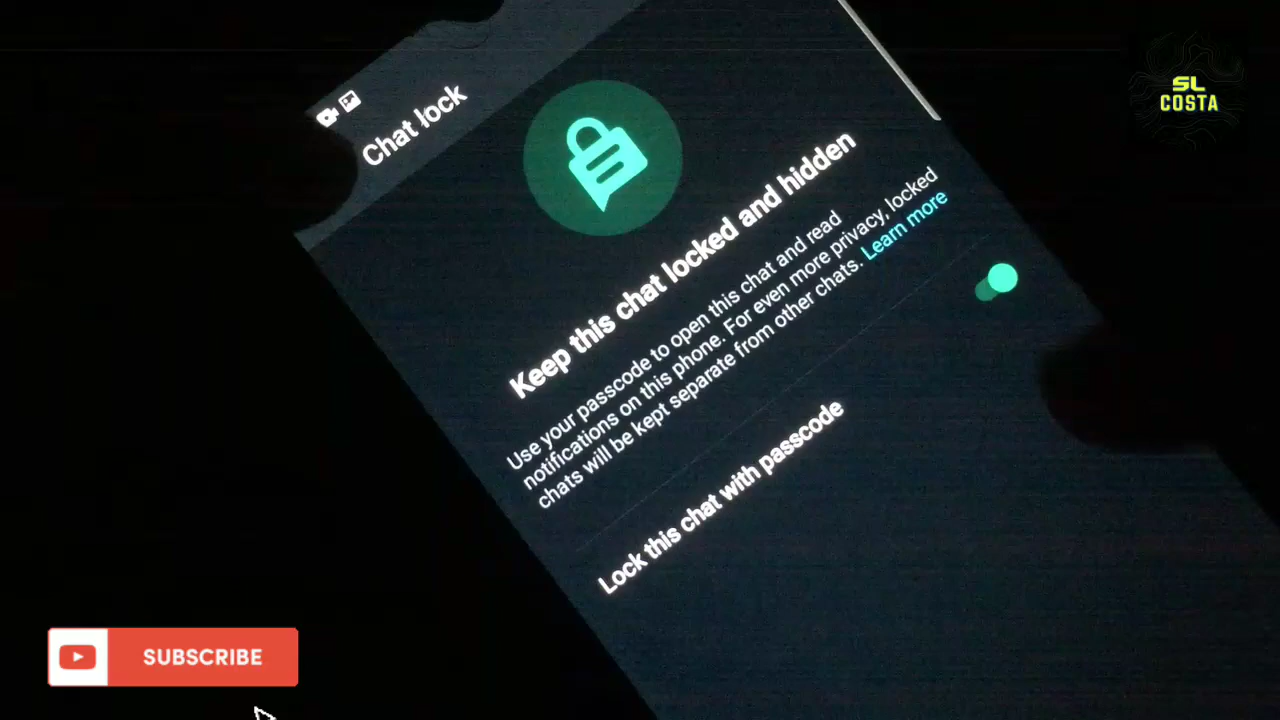 SL
COSTA
Chat lock
Keep this chat locked and hidden
Use your passcode to open this chat and read
notifications on this phone. For even more privacy, locked
chats will be kept separate from other chats. Learn more
Lock this chat with passcode
SUBSCRIBE